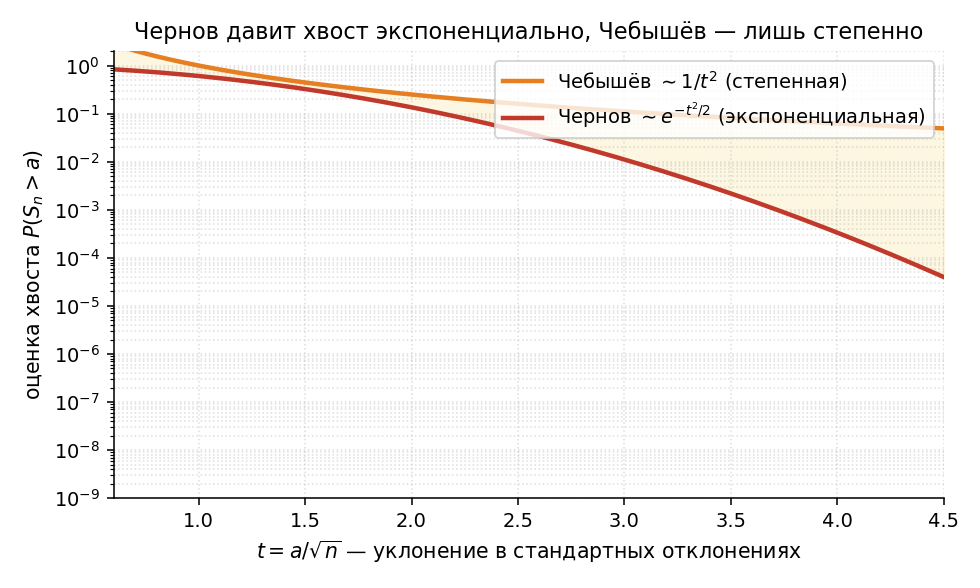 Чернов давит хвост экспоненциально, Чебышёв — лишь степенно
оценка хвоста P(Sₙ > a)
10⁰
10⁻¹
10⁻²
10⁻³
10⁻⁴
10⁻⁵
10⁻⁶
10⁻⁷
10⁻⁸
10⁻⁹
Чебышёв ~ 1/t² (степенная)
Чернов ~ e^{−t²/2} (экспоненциальная)
1.0 1.5 2.0 2.5 3.0 3.5 4.0 4.5
t = a/√n — уклонение в стандартных отклонениях